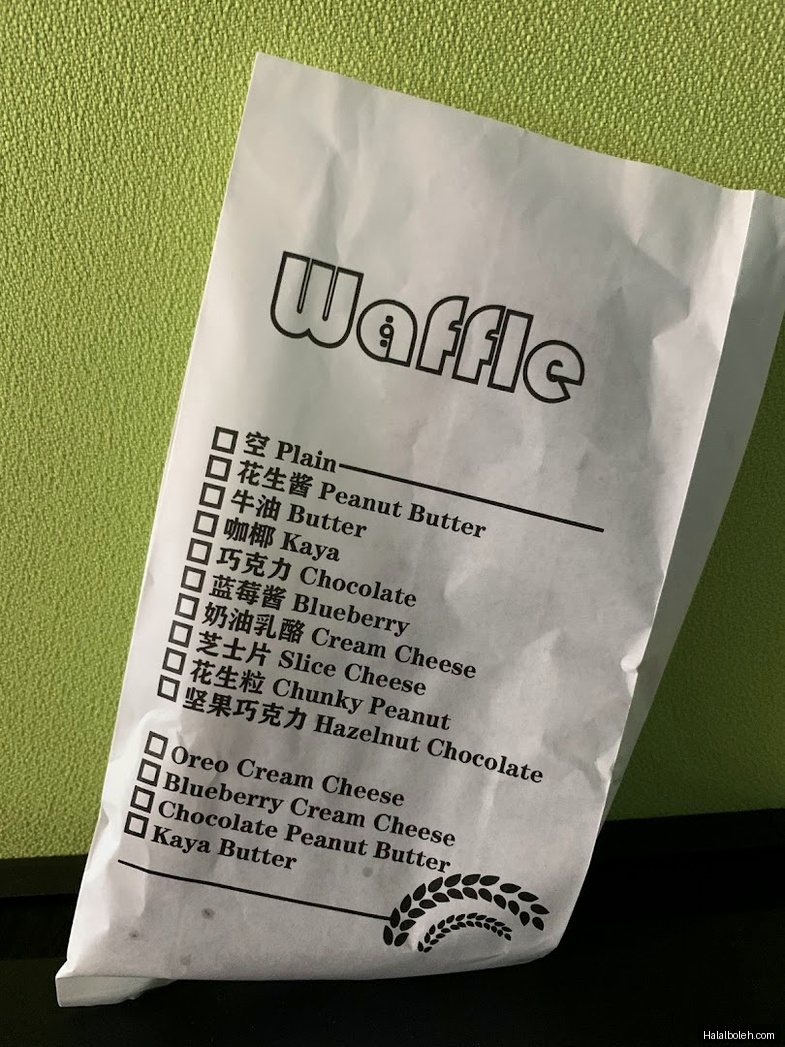 Waffle
空 Plain
花生酱 Peanut Butter
牛油 Butter
咖椰 Kaya
巧克力 Chocolate
蓝莓酱 Blueberry
奶油乳酪 Cream Cheese
芝士片 Slice Cheese
花生粒 Chunky Peanut
坚果巧克力 Hazelnut Chocolate
Oreo Cream Cheese
Blueberry Cream Cheese
Chocolate Peanut Butter
Kaya Butter
Halalboleh.com